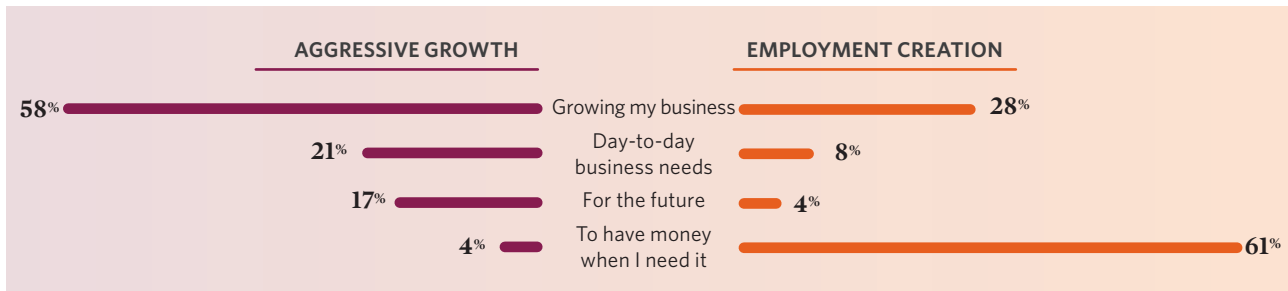 AGGRESSIVE GROWTH EMPLOYMENT CREATION
58% Growing my business 28%
21% Day-to-day
business needs 8%
17% For the future 4%
4% To have money
when I need it 61%